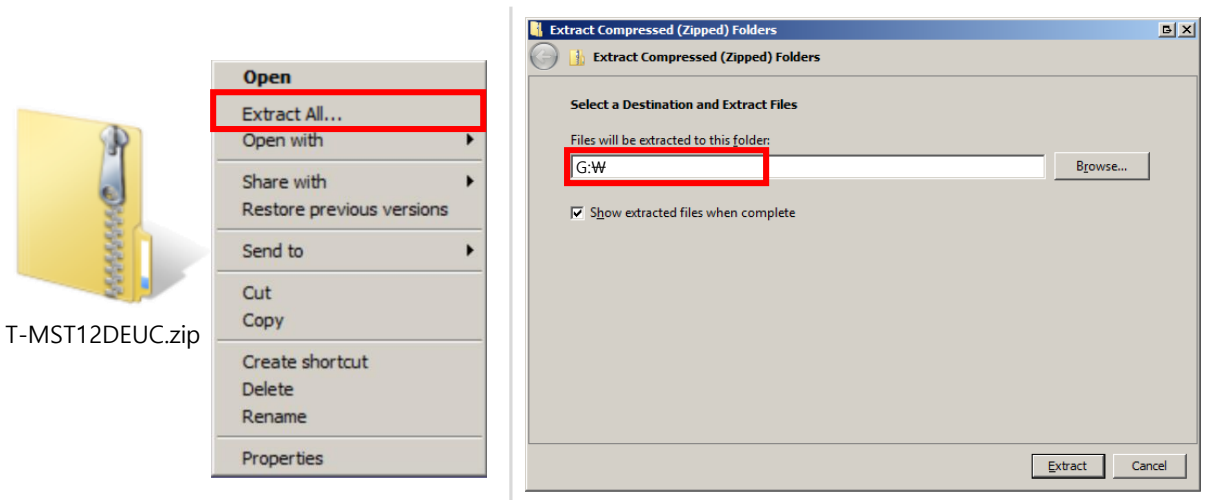 T-MST12DEUC.zip
Open
Extract All...
Open with
Share with
Restore previous versions
Send to
Cut
Copy
Create shortcut
Delete
Rename
Properties
Extract Compressed (Zipped) Folders
Extract Compressed (Zipped) Folders
Select a Destination and Extract Files
Files will be extracted to this folder:
G:₩
Browse...
Show extracted files when complete
Extract
Cancel